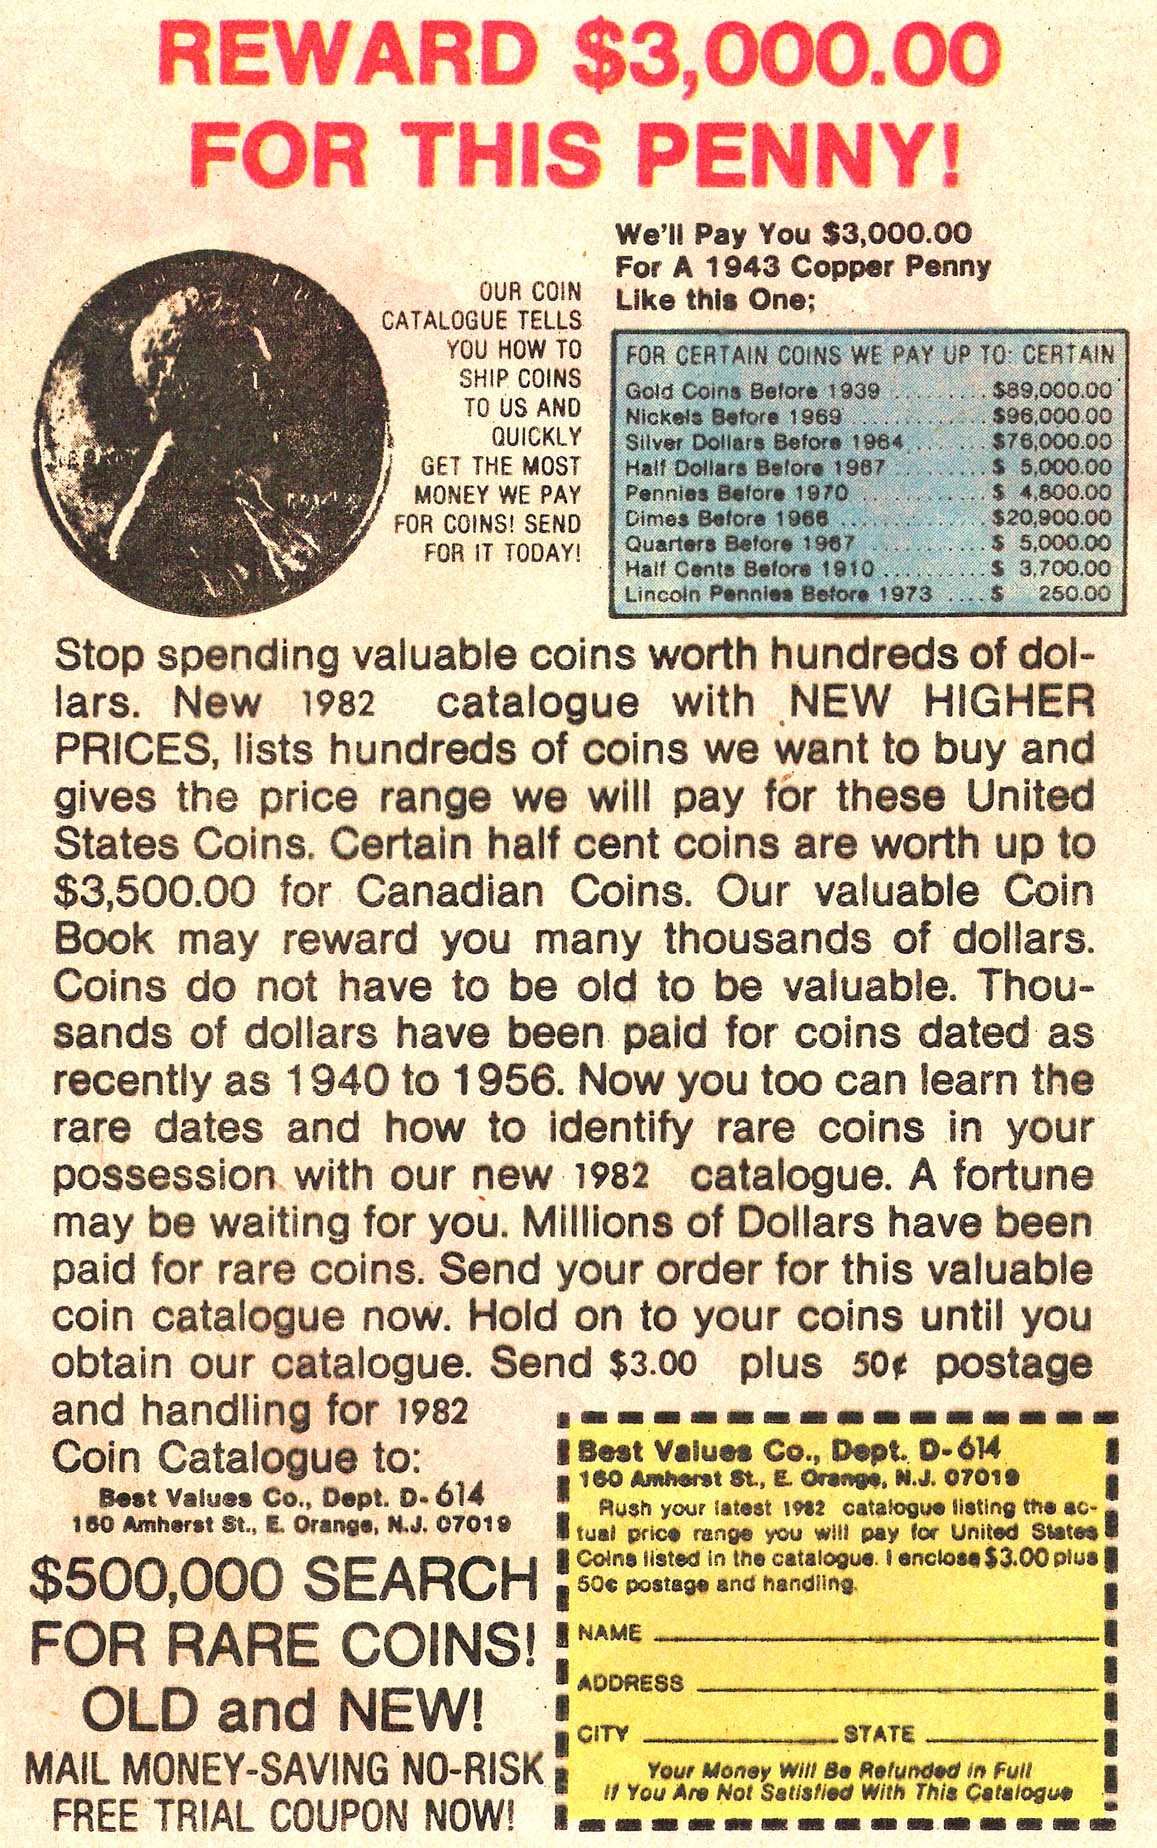 REWARD $3,000.00
FOR THIS PENNY!
OUR COIN
CATALOGUE TELLS
YOU HOW TO
SHIP COINS
TO US AND
QUICKLY
GET THE MOST
MONEY WE PAY
FOR COINS! SEND
FOR IT TODAY!
We'll Pay You $3,000.00
For A 1943 Copper Penny
Like this One;
FOR CERTAIN COINS WE PAY UP TO: CERTAIN
Gold Coins Before 1939 ......... $89,000.00
Nickels Before 1969 ............. $96,000.00
Silver Dollars Before 1964 ....... $76,000.00
Half Dollars Before 1967 ........ $ 5,000.00
Pennies Before 1970 ............ $ 4,800.00
Dimes Before 1966 .............. $20,900.00
Quarters Before 1967 ........... $ 5,000.00
Half Cents Before 1910 .......... $ 3,700.00
Lincoln Pennies Before 1973 .... $ 250.00
Stop spending valuable coins worth hundreds of dol-
lars. New 1982 catalogue with NEW HIGHER
PRICES, lists hundreds of coins we want to buy and
gives the price range we will pay for these United
States Coins. Certain half cent coins are worth up to
$3,500.00 for Canadian Coins. Our valuable Coin
Book may reward you many thousands of dollars.
Coins do not have to be old to be valuable. Thou-
sands of dollars have been paid for coins dated as
recently as 1940 to 1956. Now you too can learn the
rare dates and how to identify rare coins in your
possession with our new 1982 catalogue. A fortune
may be waiting for you. Millions of Dollars have been
paid for rare coins. Send your order for this valuable
coin catalogue now. Hold on to your coins until you
obtain our catalogue. Send $3.00 plus 50¢ postage
and handling for 1982
Coin Catalogue to:
Best Values Co., Dept. D-614
160 Amherst St., E. Orange, N.J. 07019
$500,000 SEARCH
FOR RARE COINS!
OLD and NEW!
MAIL MONEY-SAVING NO-RISK
FREE TRIAL COUPON NOW!
Best Values Co., Dept. D-614
160 Amherst St., E. Orange, N.J. 07019
Rush your latest 1982 catalogue listing the ac-
tual price range you will pay for United States
Coins listed in the catalogue. I enclose $3.00 plus
50¢ postage and handling.
NAME
ADDRESS
CITY STATE
Your Money Will Be Refunded in Full
If You Are Not Satisfied With This Catalogue